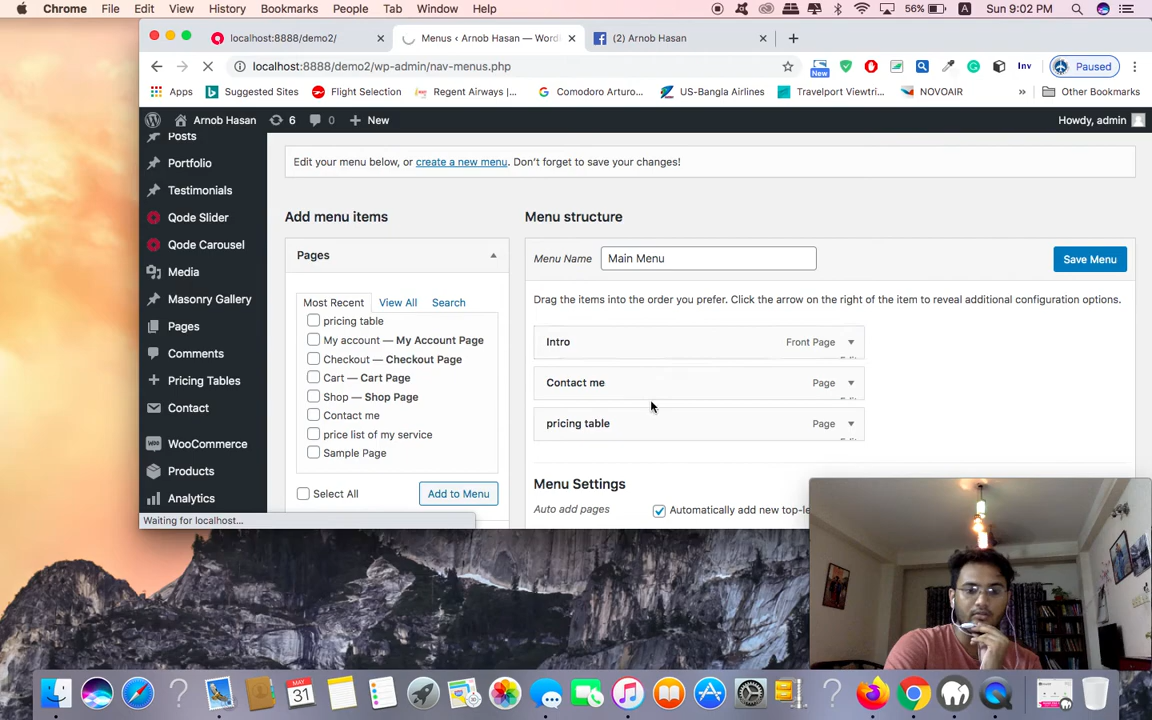 Chrome File Edit View History Bookmarks People Tab Window Help 56% A Sun 9:02 PM
localhost:8888/demo2/
Menus ‹ Arnob Hasan — Word
(2) Arnob Hasan
localhost:8888/demo2/wp-admin/nav-menus.php
New
Inv
Paused
Apps
Suggested Sites
Flight Selection
Regent Airways |...
Comodoro Arturo...
US-Bangla Airlines
Travelport Viewtri...
NOVOAIR
»
Other Bookmarks
Arnob Hasan
6
0
New
Howdy, admin
Posts
Portfolio
Testimonials
Qode Slider
Qode Carousel
Media
Masonry Gallery
Pages
Comments
Pricing Tables
Contact
WOO
WooCommerce
Products
Analytics
Edit your menu below, or create a new menu. Don't forget to save your changes!
Add menu items
Pages
Most Recent
View All
Search
pricing table
My account — My Account Page
Checkout — Checkout Page
Cart — Cart Page
Shop — Shop Page
Contact me
price list of my service
Sample Page
Select All
Add to Menu
Menu structure
Menu Name
Main Menu
Save Menu
Drag the items into the order you prefer. Click the arrow on the right of the item to reveal additional configuration options.
Intro
Front Page
Edit
Contact me
Page
Edit
pricing table
Page
Edit
Menu Settings
Auto add pages
Automatically add new top-le
Waiting for localhost...
31